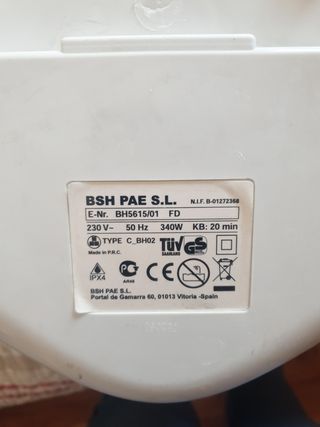 BSH PAE S.L. N.I.F. B-01272368
E-Nr. BH5615/01 FD
230 V~ 50 Hz 340W KB: 20 min
TYPE C_BH02
Made in P.R.C.
TÜV
SAARLAND
GS
IPX4
AR46
BSH PAE S.L.
Portal de Gamarra 60, 01013 Vitoria -Spain